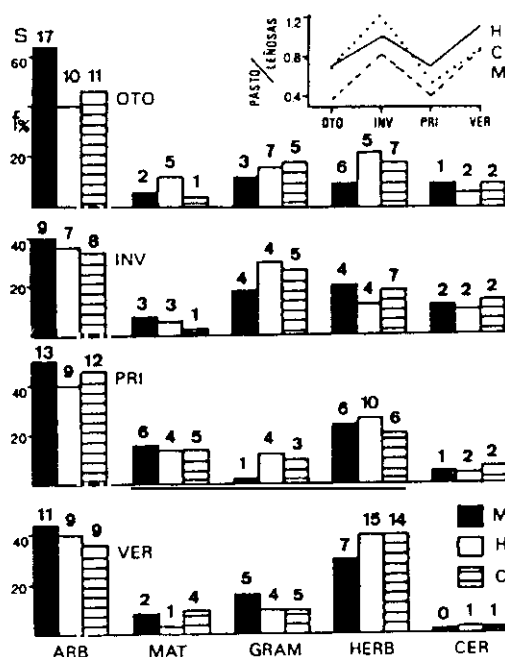 S
17
10
11
OTO
f%
60
20
2 5 1
3 7 5
6 5 7
1 2 2
PASTO/LEÑOSAS
1.2
0.8
0.4
OTO INV PRI VER
H
C
M
9 7 8
INV
40
20
3 3 1
4 4 5
4 4 7
2 2 2
13 9 12
PRI
40
20
6 4 5
1 4 3
6 10 6
1 2 2
11 9 9
VER
40
20
2 1 4
5 4 5
7 15 14
0 1 1
M
H
C
ARB MAT GRAM HERB CER